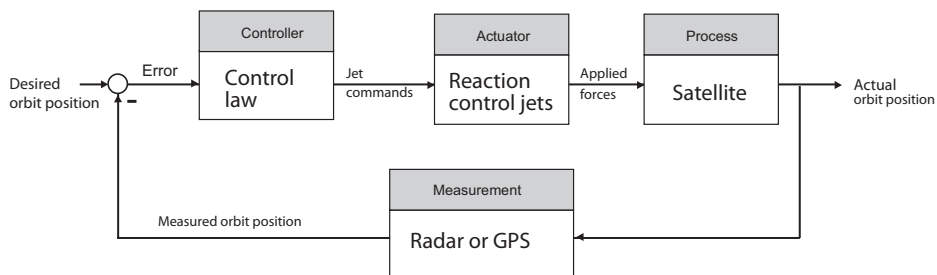 Controller
Actuator
Process
Desired
orbit position
Error
Control
law
Jet
commands
Reaction
control jets
Applied
forces
Satellite
Actual
orbit position
-
Measurement
Measured orbit position
Radar or GPS